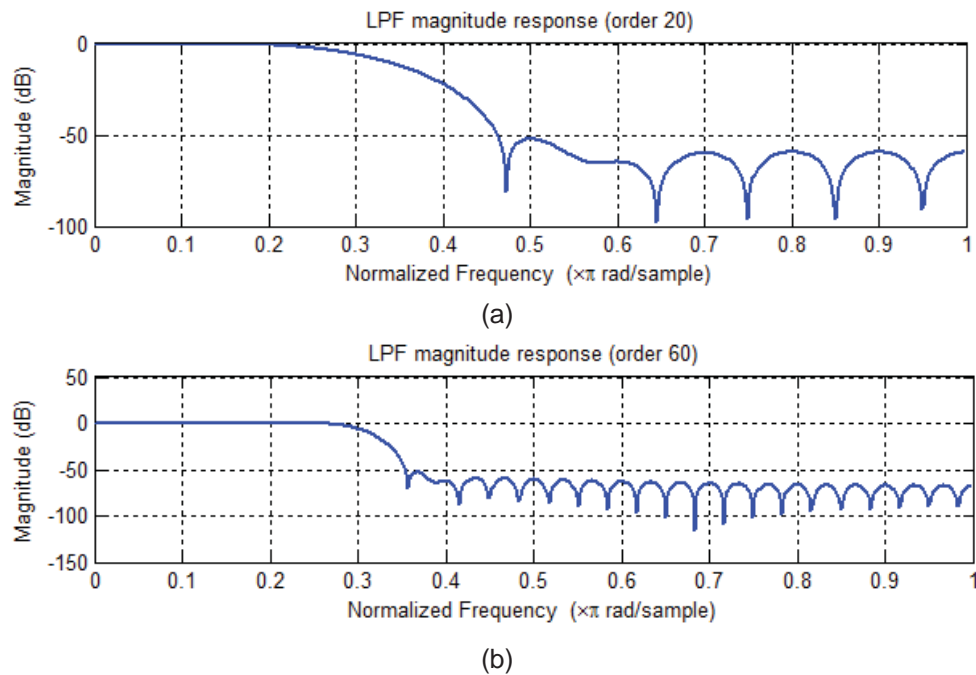 LPF magnitude response (order 20)
0
-50
-100
Magnitude (dB)
0 0.1 0.2 0.3 0.4 0.5 0.6 0.7 0.8 0.9 1
Normalized Frequency (×π rad/sample)
(a)
LPF magnitude response (order 60)
50
0
-50
-100
-150
Magnitude (dB)
0 0.1 0.2 0.3 0.4 0.5 0.6 0.7 0.8 0.9 1
Normalized Frequency (×π rad/sample)
(b)